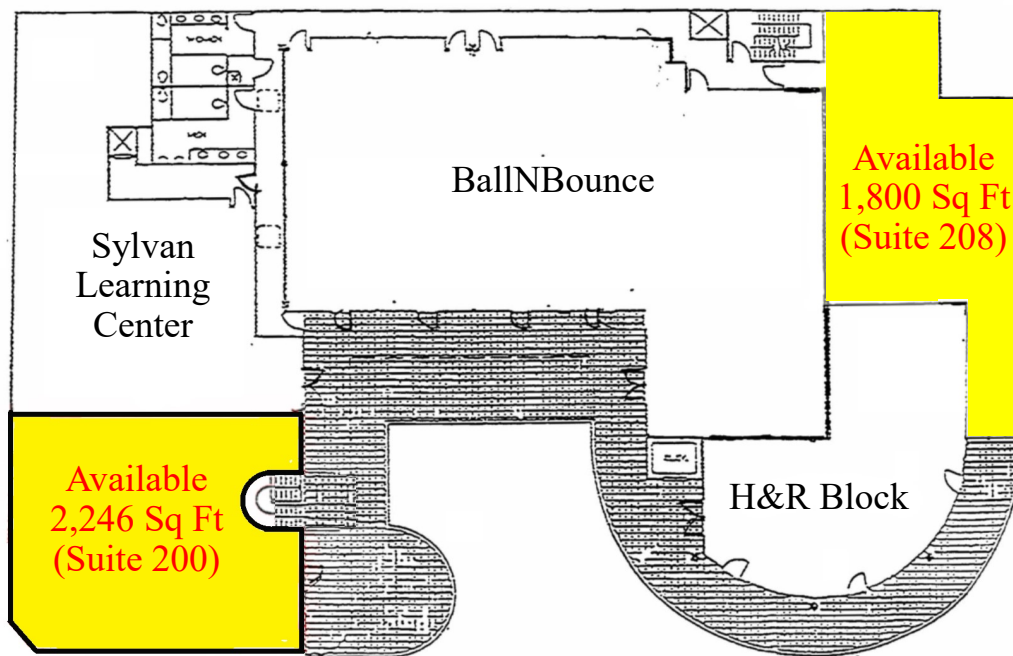 BallNBounce
Available
1,800 Sq Ft
(Suite 208)
Sylvan
Learning
Center
Available
2,246 Sq Ft
(Suite 200)
H&R Block